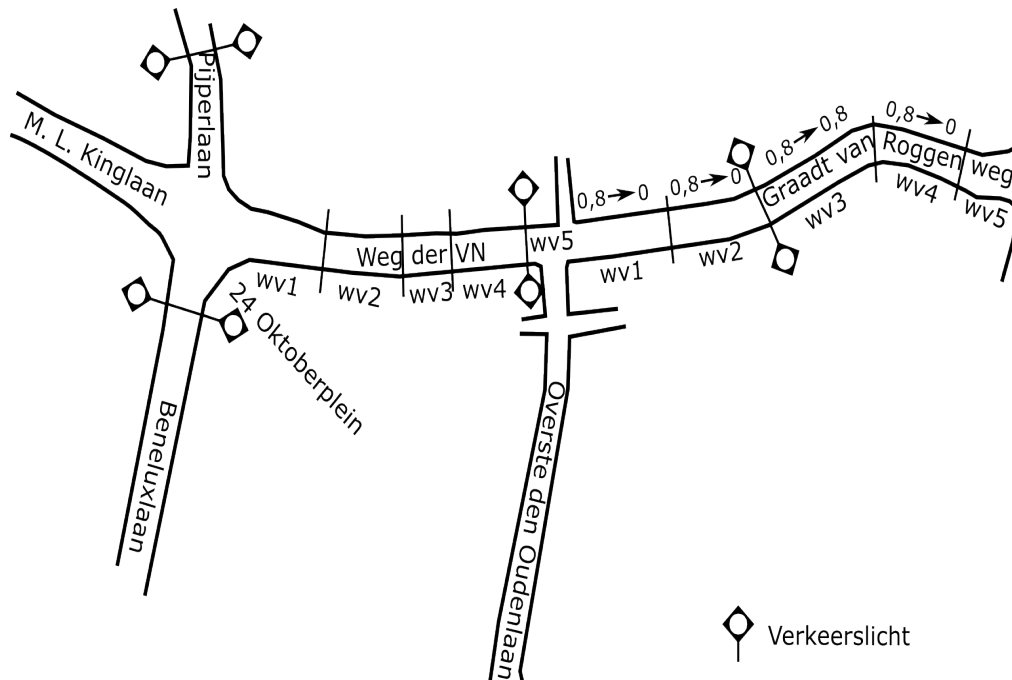 Pijperlaan
M. L. Kinglaan
0,8→0
0,8→0,8
0,8→0
0,8→0
Graadt van Roggen weg
wv1
wv2
wv3
wv4
wv5
Weg der VN
wv1
wv2
wv3
wv4
wv5
24 Oktoberplein
Beneluxlaan
Overste den Oudenlaan
Verkeerslicht